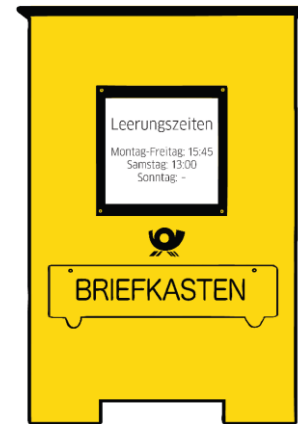 Leerungszeiten
Montag-Freitag: 15:45
Samstag: 13:00
Sonntag: -
BRIEFKASTEN